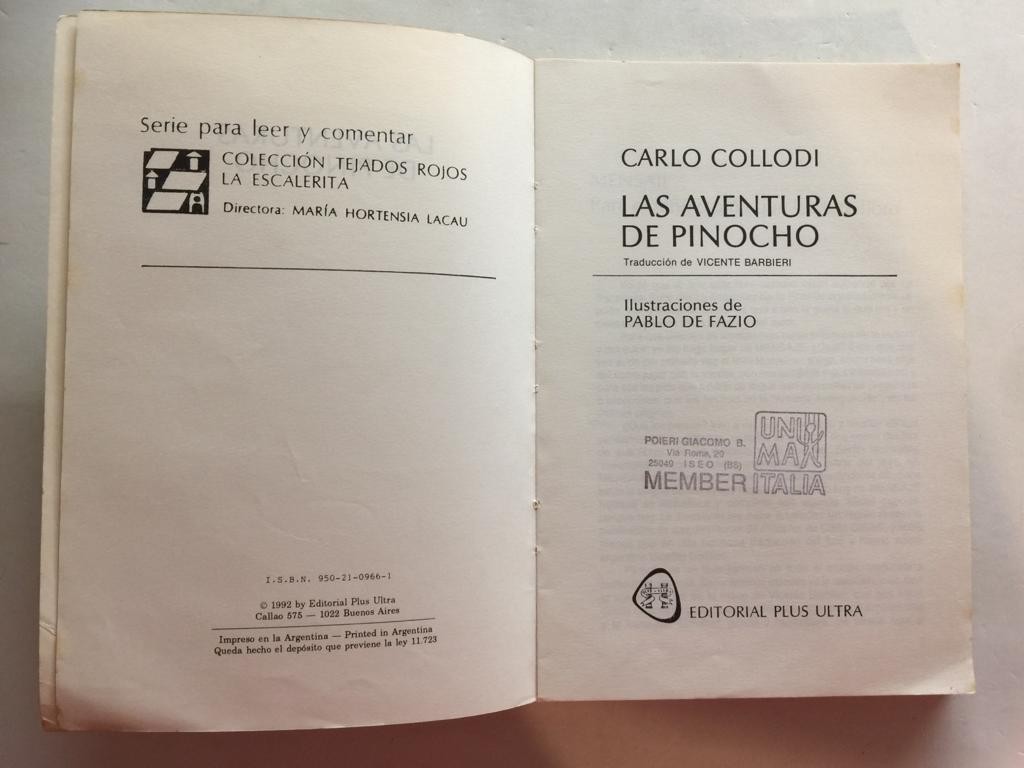 Serie para leer y comentar
COLECCIÓN TEJADOS ROJOS
LA ESCALERITA
Directora: MARÍA HORTENSIA LACAU
I.S.B.N. 950-21-0966-1
© 1992 by Editorial Plus Ultra
Callao 575 — 1022 Buenos Aires
Impreso en la Argentina — Printed in Argentina
Queda hecho el depósito que previene la ley 11.723
CARLO COLLODI
LAS AVENTURAS
DE PINOCHO
Traducción de VICENTE BARBIERI
Ilustraciones de
PABLO DE FAZIO
POIERI GIACOMO B.
Via Roma, 29
25049 ISEO (BS)
MEMBER
UNI
MA
ITALIA
EDITORIAL PLUS ULTRA